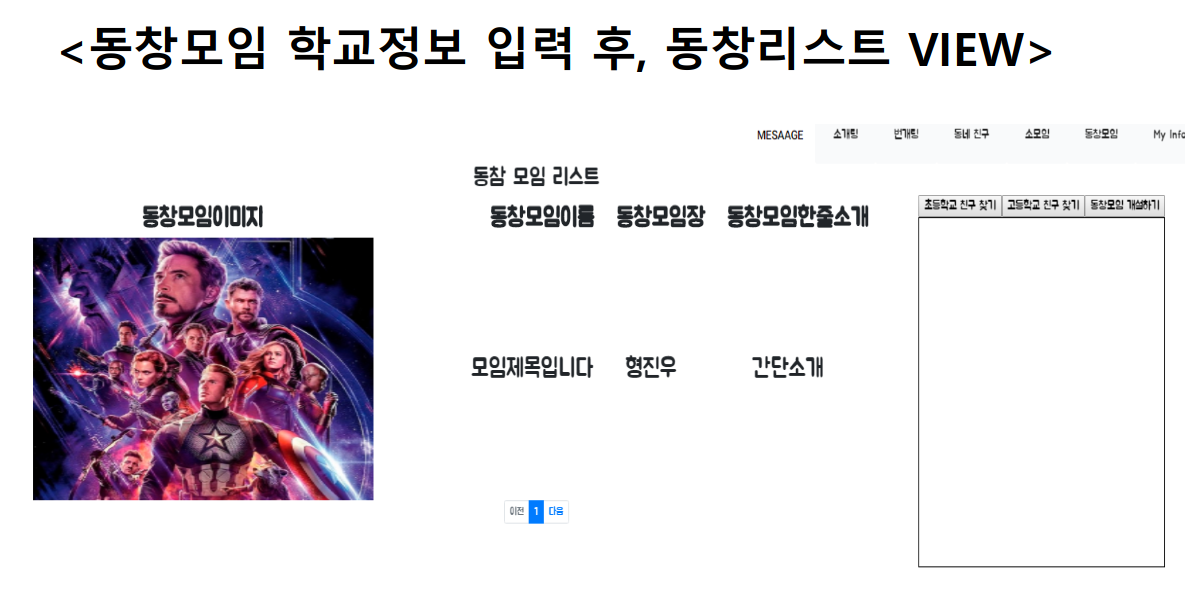 <동창모임 학교정보 입력 후, 동창리스트 VIEW>
MESAAGE 소개팅 번개팅 동네 친구 소모임 동창모임 My Info
동참 모임 리스트
초등학교 친구 찾기 고등학교 친구 찾기 동창모임 개설하기
동창모임이미지 동창모임이름 동창모임장 동창모임한줄소개
모임제목입니다 형진우 간단소개
이전 1 다음